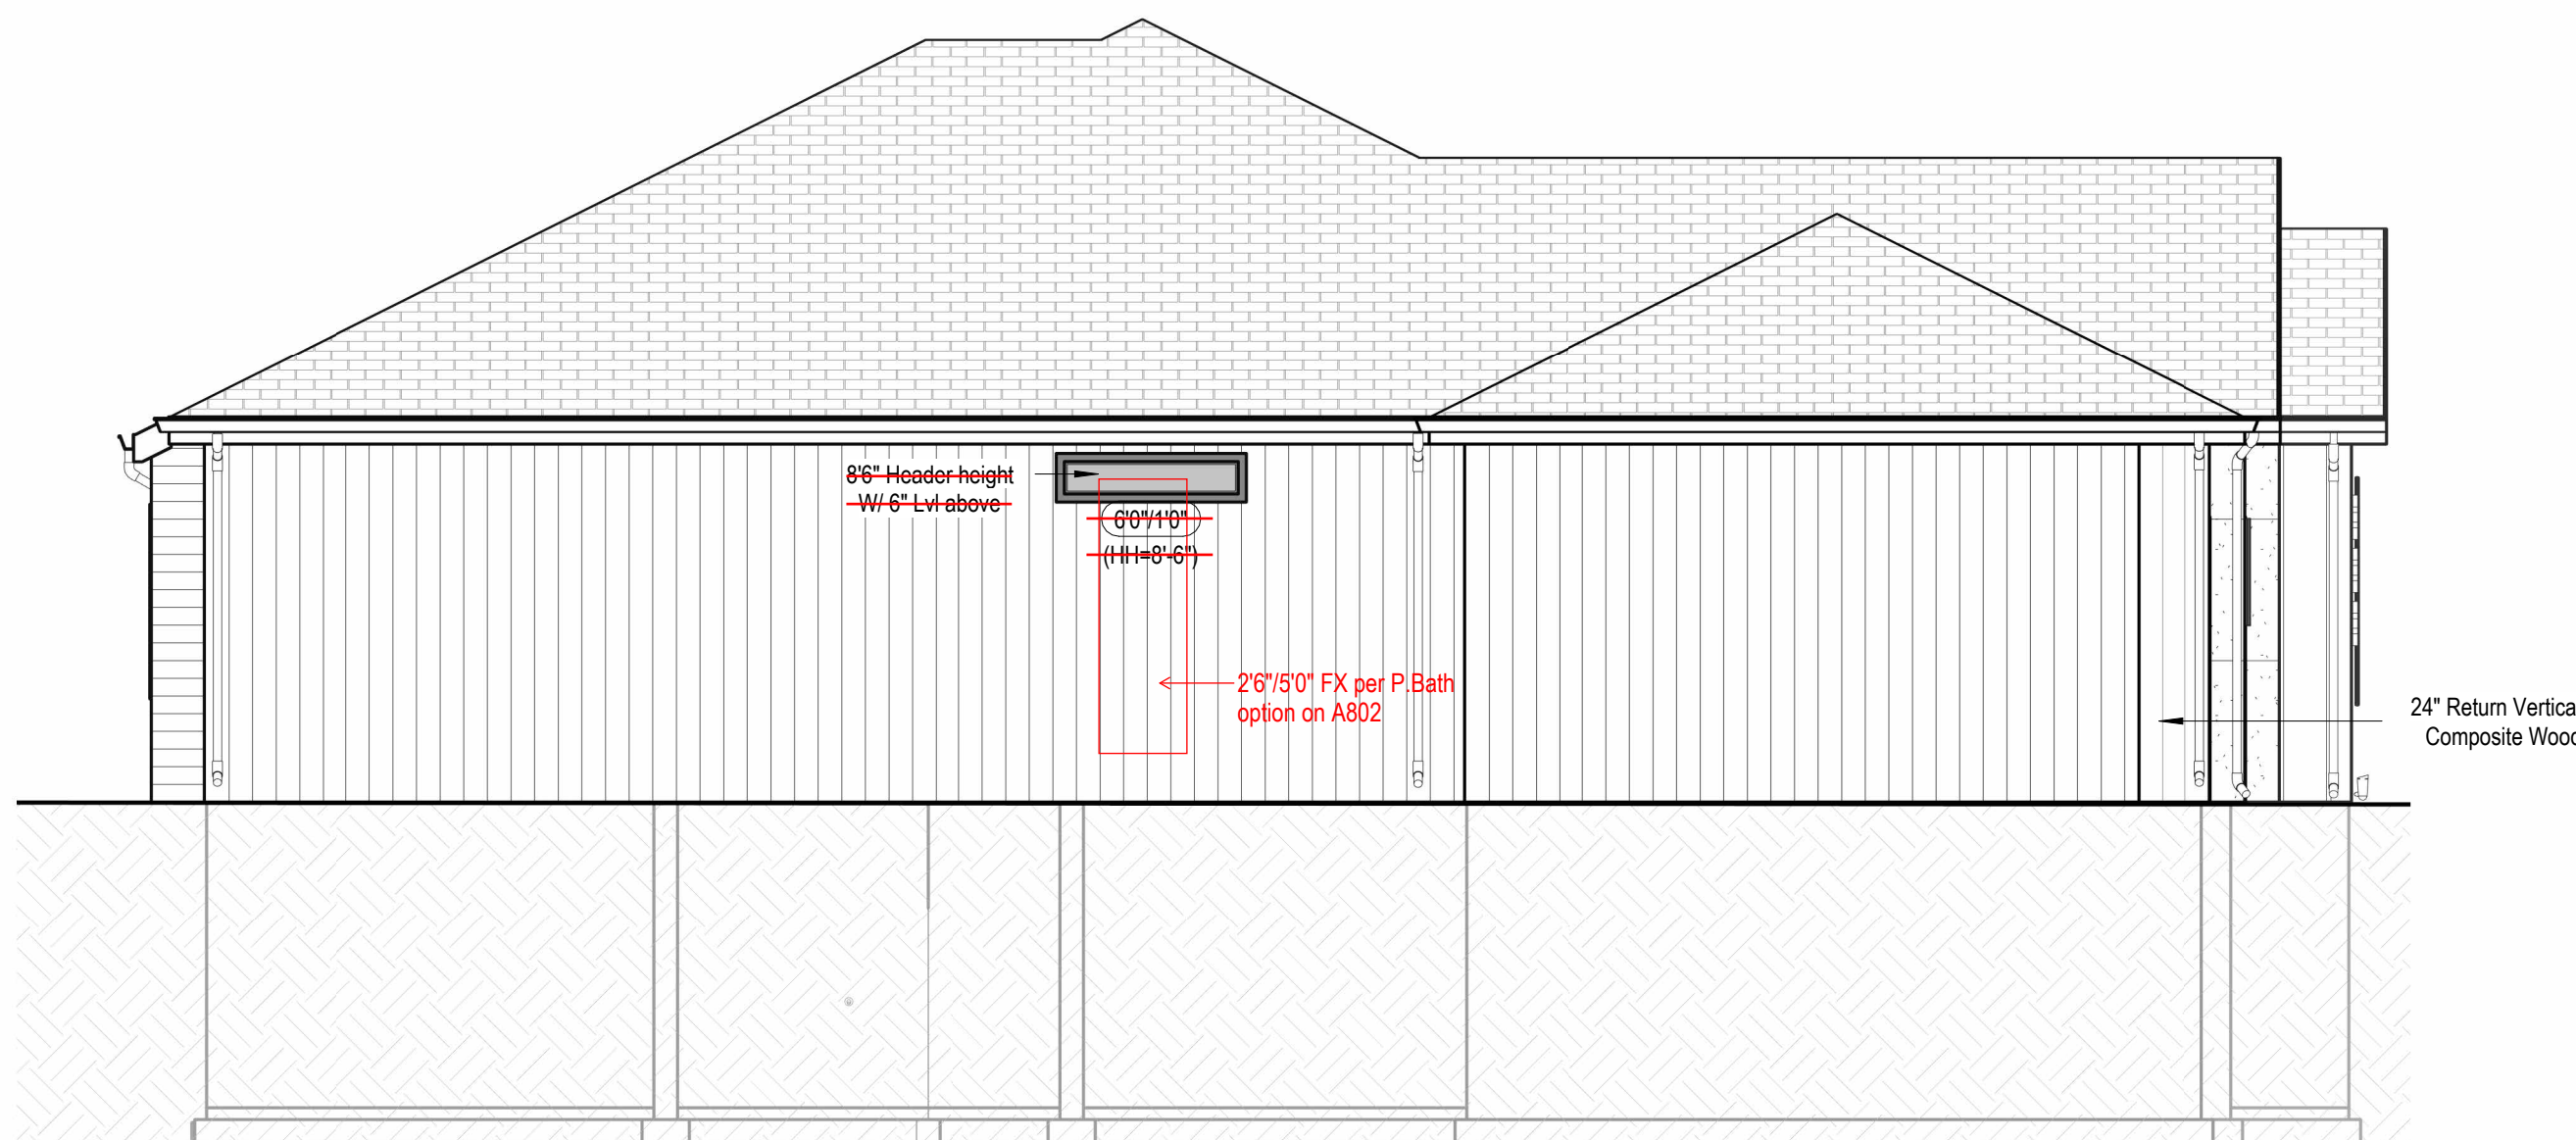 8'6" Header height
W/ 6" Lvl above
6'0"/1'0"
(HH=8'-6")
2'6"/5'0" FX per P.Bath
option on A802
24" Return Vertica
Composite Wood